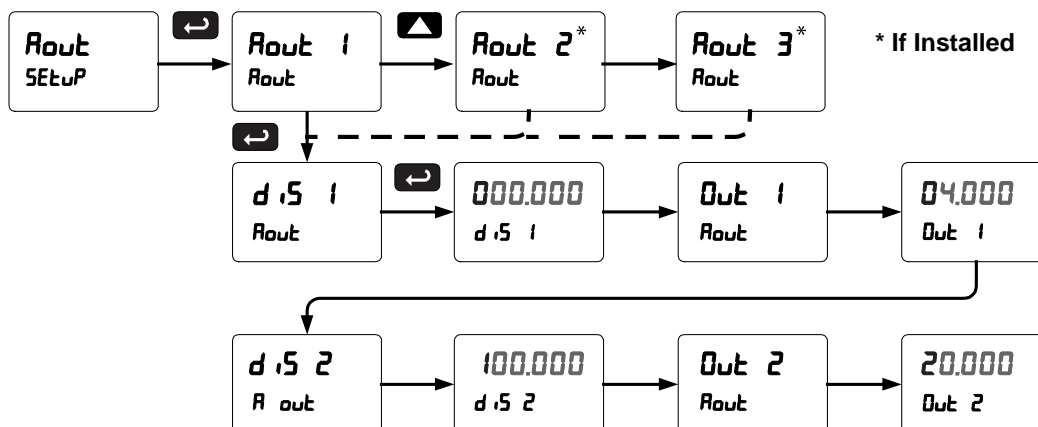 Aout
SEtuP
Aout 1
Aout
Aout 2*
Aout
Aout 3*
Aout
* If Installed
diS 1
Aout
000.000
diS 1
Out 1
Aout
04.000
Out 1
diS 2
A out
100.000
diS 2
Out 2
Aout
20.000
Out 2